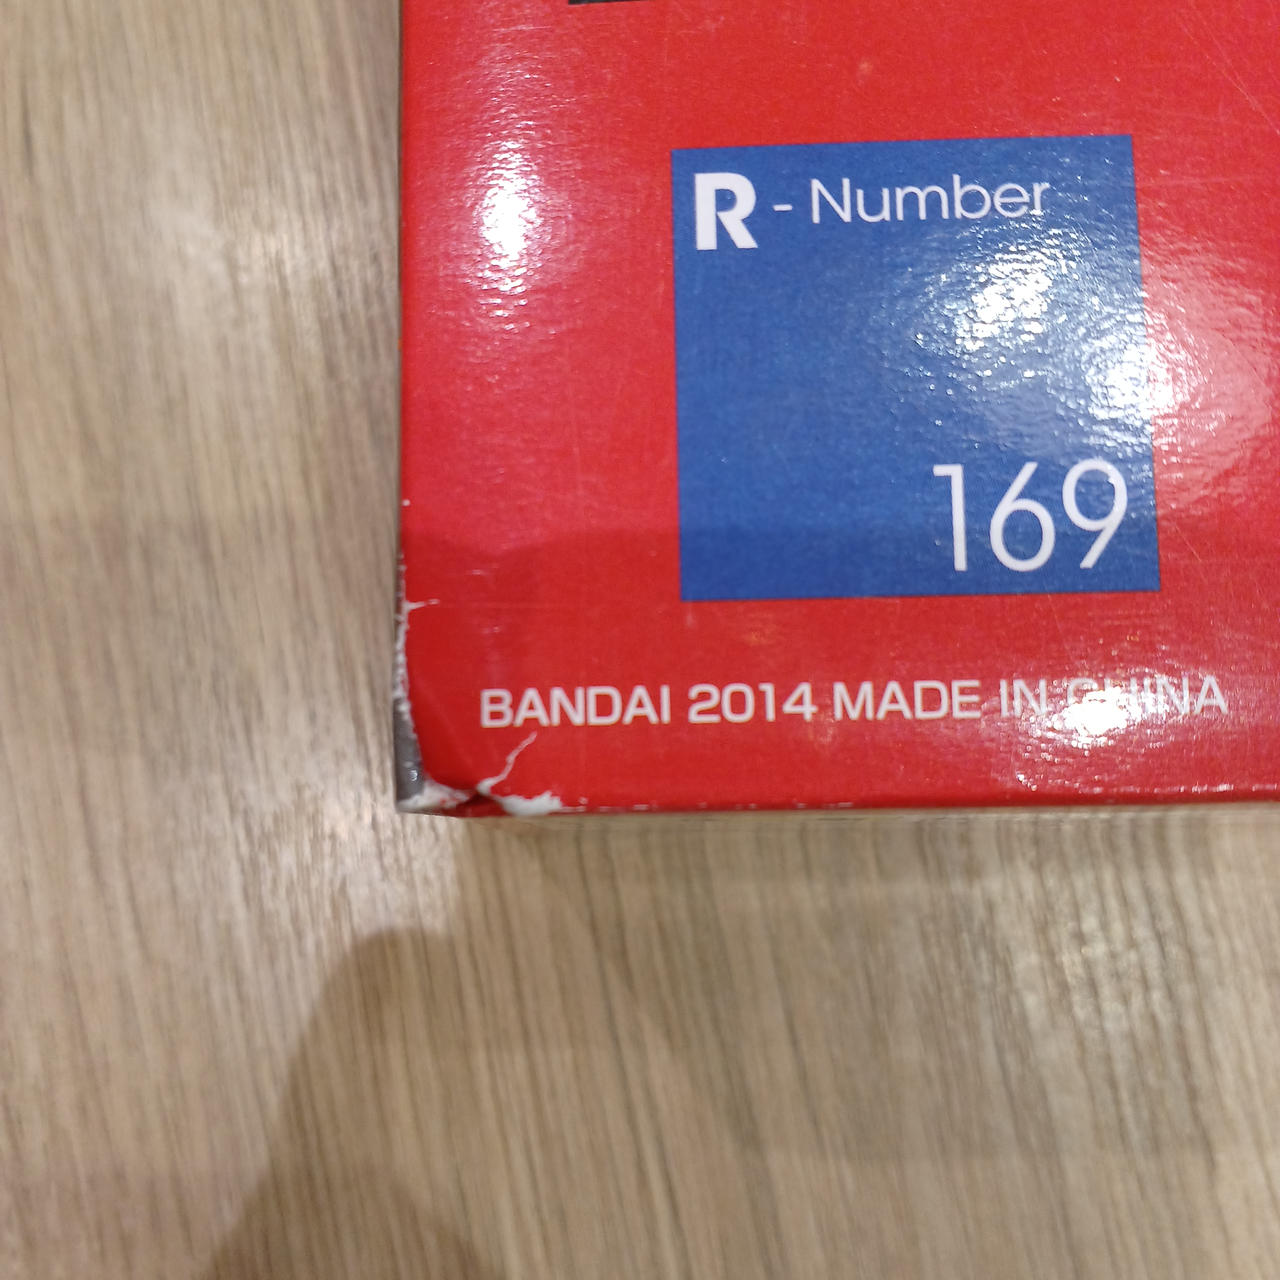 R - Number
169
BANDAI 2014 MADE IN CHINA